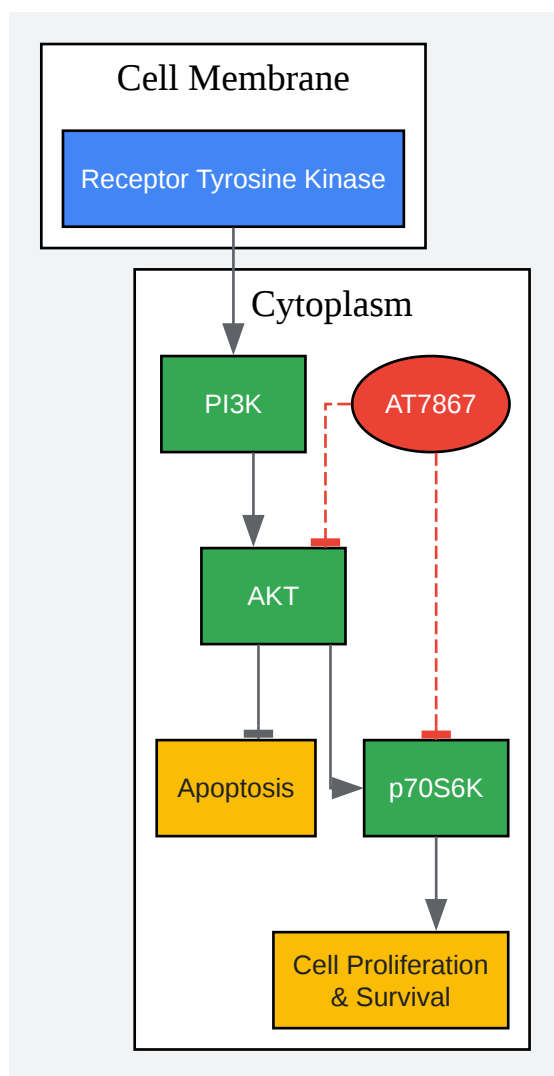 Cell Membrane
Receptor Tyrosine Kinase
Cytoplasm
PI3K
AT7867
AKT
Apoptosis
p70S6K
Cell Proliferation
& Survival